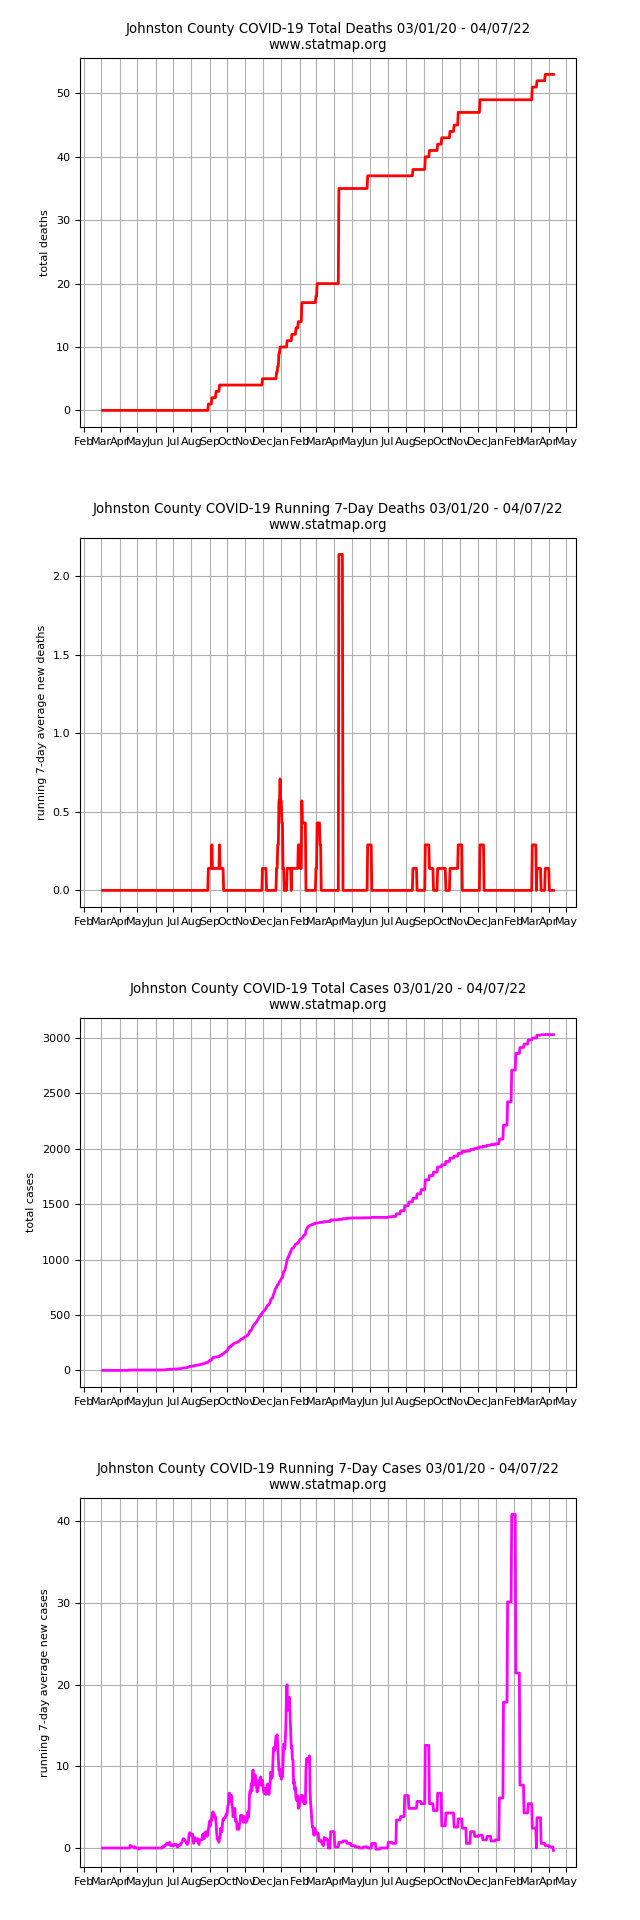 Johnston County COVID-19 Total Deaths 03/01/20 - 04/07/22
www.statmap.org
total deaths
50
40
30
20
10
0
Feb Mar Apr May Jun Jul Aug Sep Oct Nov Dec Jan Feb Mar Apr May Jun Jul Aug Sep Oct Nov Dec Jan Feb Mar Apr May
Johnston County COVID-19 Running 7-Day Deaths 03/01/20 - 04/07/22
www.statmap.org
running 7-day average new deaths
2.0
1.5
1.0
0.5
0.0
Feb Mar Apr May Jun Jul Aug Sep Oct Nov Dec Jan Feb Mar Apr May Jun Jul Aug Sep Oct Nov Dec Jan Feb Mar Apr May
Johnston County COVID-19 Total Cases 03/01/20 - 04/07/22
www.statmap.org
total cases
3000
2500
2000
1500
1000
500
0
Feb Mar Apr May Jun Jul Aug Sep Oct Nov Dec Jan Feb Mar Apr May Jun Jul Aug Sep Oct Nov Dec Jan Feb Mar Apr May
Johnston County COVID-19 Running 7-Day Cases 03/01/20 - 04/07/22
www.statmap.org
running 7-day average new cases
40
30
20
10
0
Feb Mar Apr May Jun Jul Aug Sep Oct Nov Dec Jan Feb Mar Apr May Jun Jul Aug Sep Oct Nov Dec Jan Feb Mar Apr May